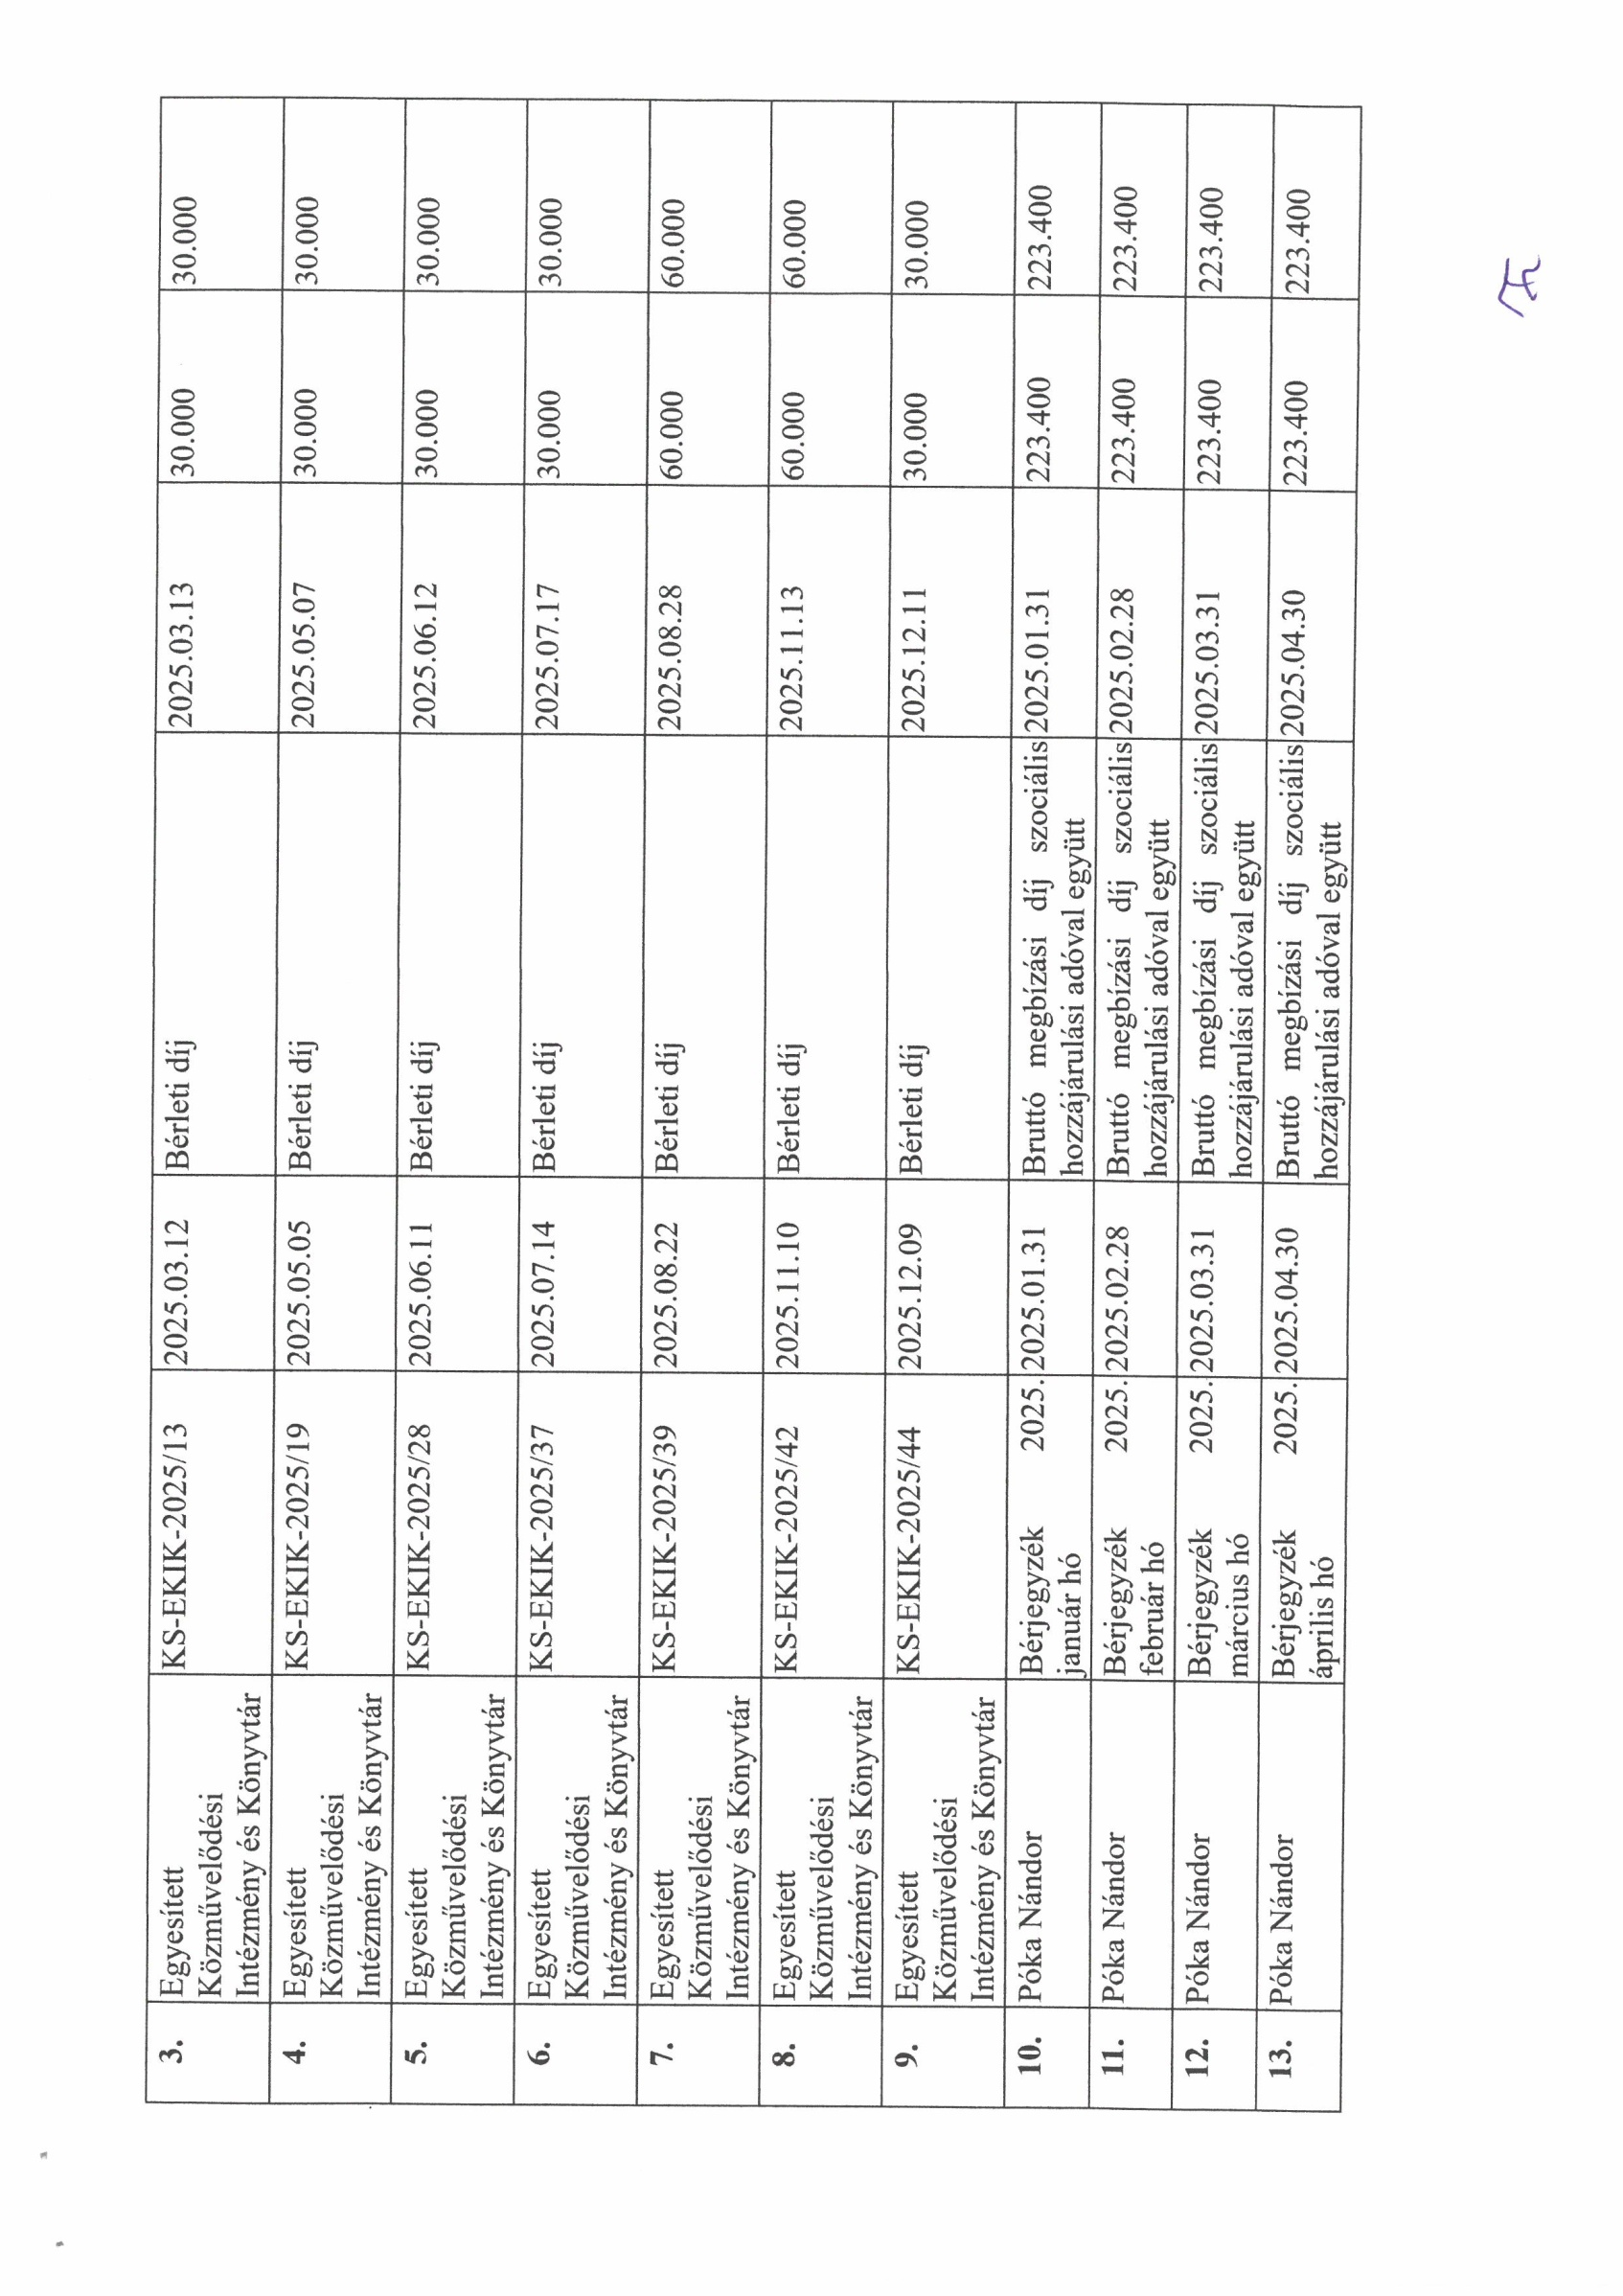 3. Egyesített Közművelődési Intézmény és Könyvtár KS-EKIK-2025/13 2025.03.12 Bérleti díj 2025.03.13 30.000 30.000
4. Egyesített Közművelődési Intézmény és Könyvtár KS-EKIK-2025/19 2025.05.05 Bérleti díj 2025.05.07 30.000 30.000
5. Egyesített Közművelődési Intézmény és Könyvtár KS-EKIK-2025/28 2025.06.11 Bérleti díj 2025.06.12 30.000 30.000
6. Egyesített Közművelődési Intézmény és Könyvtár KS-EKIK-2025/37 2025.07.14 Bérleti díj 2025.07.17 30.000 30.000
7. Egyesített Közművelődési Intézmény és Könyvtár KS-EKIK-2025/39 2025.08.22 Bérleti díj 2025.08.28 60.000 60.000
8. Egyesített Közművelődési Intézmény és Könyvtár KS-EKIK-2025/42 2025.11.10 Bérleti díj 2025.11.13 60.000 60.000
9. Egyesített Közművelődési Intézmény és Könyvtár KS-EKIK-2025/44 2025.12.09 Bérleti díj 2025.12.11 30.000 30.000
10. Póka Nándor Bérjegyzék 2025. január hó 2025.01.31 Bruttó megbízási díj szociális hozzájárulási adóval együtt 2025.01.31 223.400 223.400
11. Póka Nándor Bérjegyzék 2025. február hó 2025.02.28 Bruttó megbízási díj szociális hozzájárulási adóval együtt 2025.02.28 223.400 223.400
12. Póka Nándor Bérjegyzék 2025. március hó 2025.03.31 Bruttó megbízási díj szociális hozzájárulási adóval együtt 2025.03.31 223.400 223.400
13. Póka Nándor Bérjegyzék 2025. április hó 2025.04.30 Bruttó megbízási díj szociális hozzájárulási adóval együtt 2025.04.30 223.400 223.400